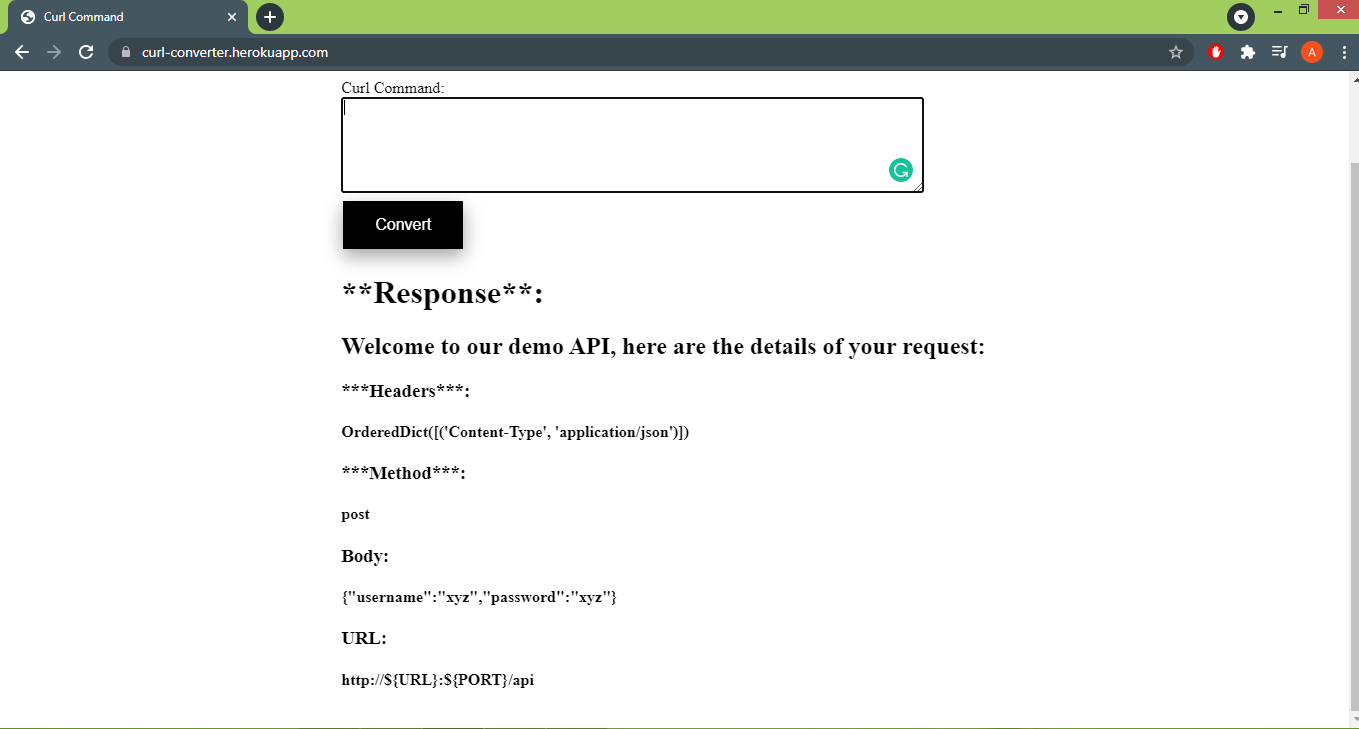 Curl Command
curl-converter.herokuapp.com
A
Curl Command:
Convert
**Response**:
Welcome to our demo API, here are the details of your request:
***Headers***:
OrderedDict([('Content-Type', 'application/json')])
***Method***:
post
Body:
{"username":"xyz","password":"xyz"}
URL:
http://${URL}:${PORT}/api